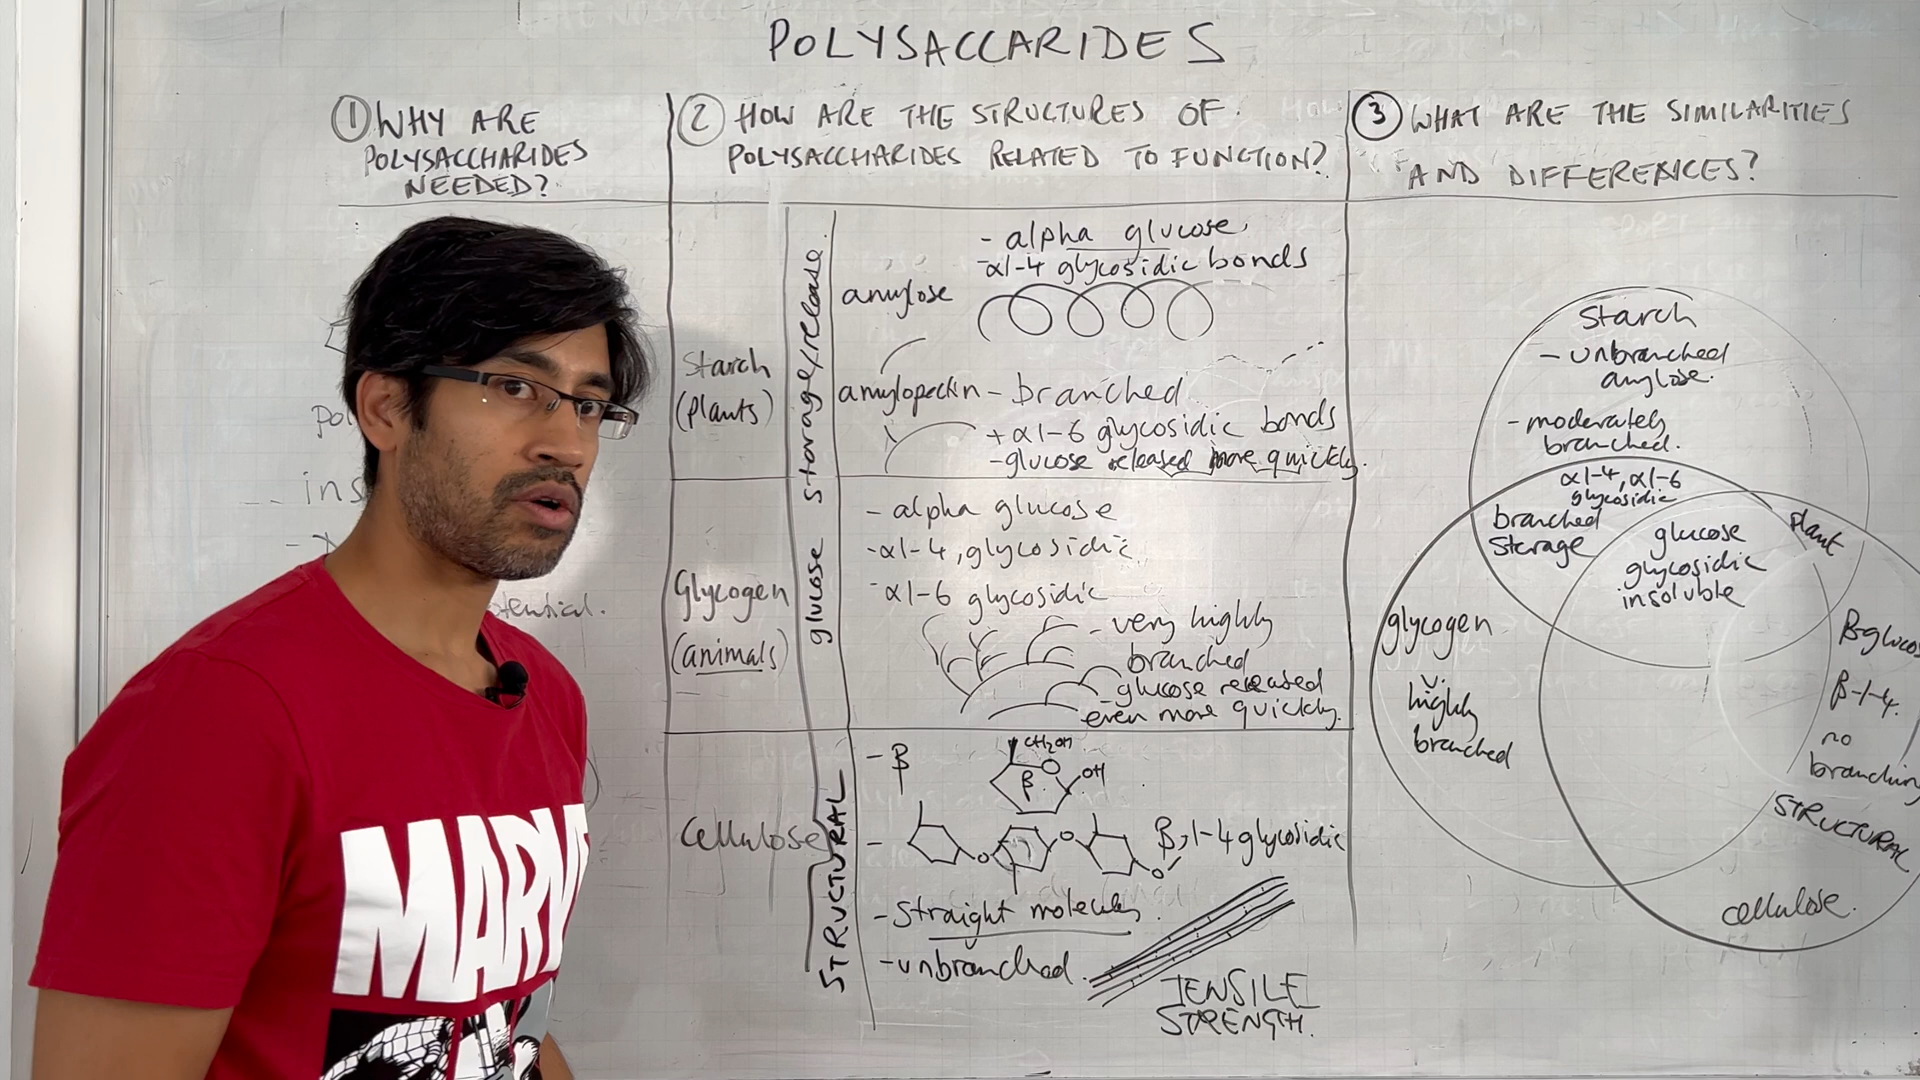 POLYSACCARIDES
① WHY ARE
POLYSACCHARIDES
NEEDED?
ins
tential.
② HOW ARE THE STRUCTURES OF
POLYSACCHARIDES RELATED TO FUNCTION?
Starch
(plants)
glucose storage/release.
amylose
- alpha glucose,
α1-4 glycosidic bonds
amylopectin - branched
+ α1-6 glycosidic bonds
- glucose released more quickly.
Glycogen
(animals)
- alpha glucose
- α1-4, glycosidic
- α1-6 glycosidic
- very highly
branched
glucose released
even more quickly.
Cellulose
STRUCTURAL
- β
CH₂OH
O
β
OH
-
O
O
O
β,1-4 glycosidic
- straight molecules.
- unbranched.
TENSILE
STRENGTH.
③ WHAT ARE THE SIMILARITIES
AND DIFFERENCES?
Starch
- unbranched
amylose.
- moderately
branched.
α1-4, α1-6
glycosidic
branched
storage
Plant
glucose
glycosidic
insoluble
glycogen
v.
highly
branched
β-glucos
β-1-4.
no
branching
STRUCTURAL
cellulose.
MARV